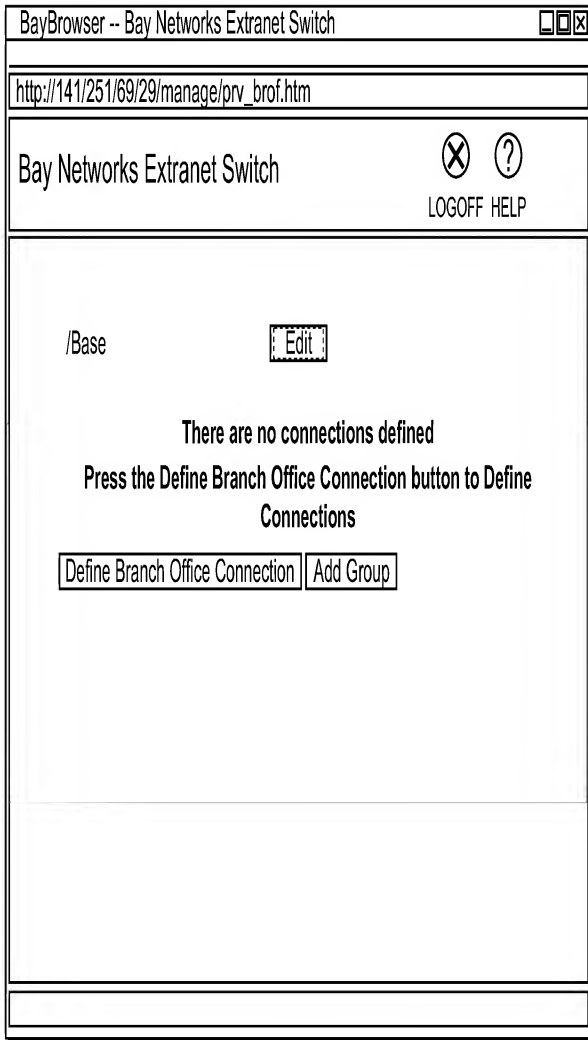 BayBrowser -- Bay Networks Extranet Switch
http://141/251/69/29/manage/prv_brof.htm
Bay Networks Extranet Switch
LOGOFF HELP
/Base Edit
There are no connections defined
Press the Define Branch Office Connection button to Define
Connections
Define Branch Office Connection Add Group